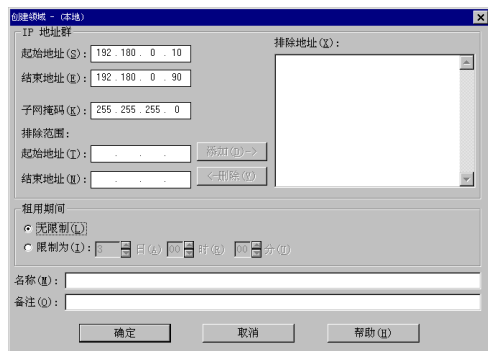 创建领域 - (本地)
IP 地址群
起始地址(S): 192 .180 . 0 . 10
排除地址(X):
结束地址(E): 192 .180 . 0 . 90
子网掩码(K): 255 .255 .255 . 0
排除范围:
起始地址(T): . . . 添加(D)->
结束地址(N): . . . <-删除(V)
租用期间
无限制(L)
限制为(I): 3 日(A) 00 时(R) 00 分(T)
名称(M):
备注(O):
确定 取消 帮助(H)